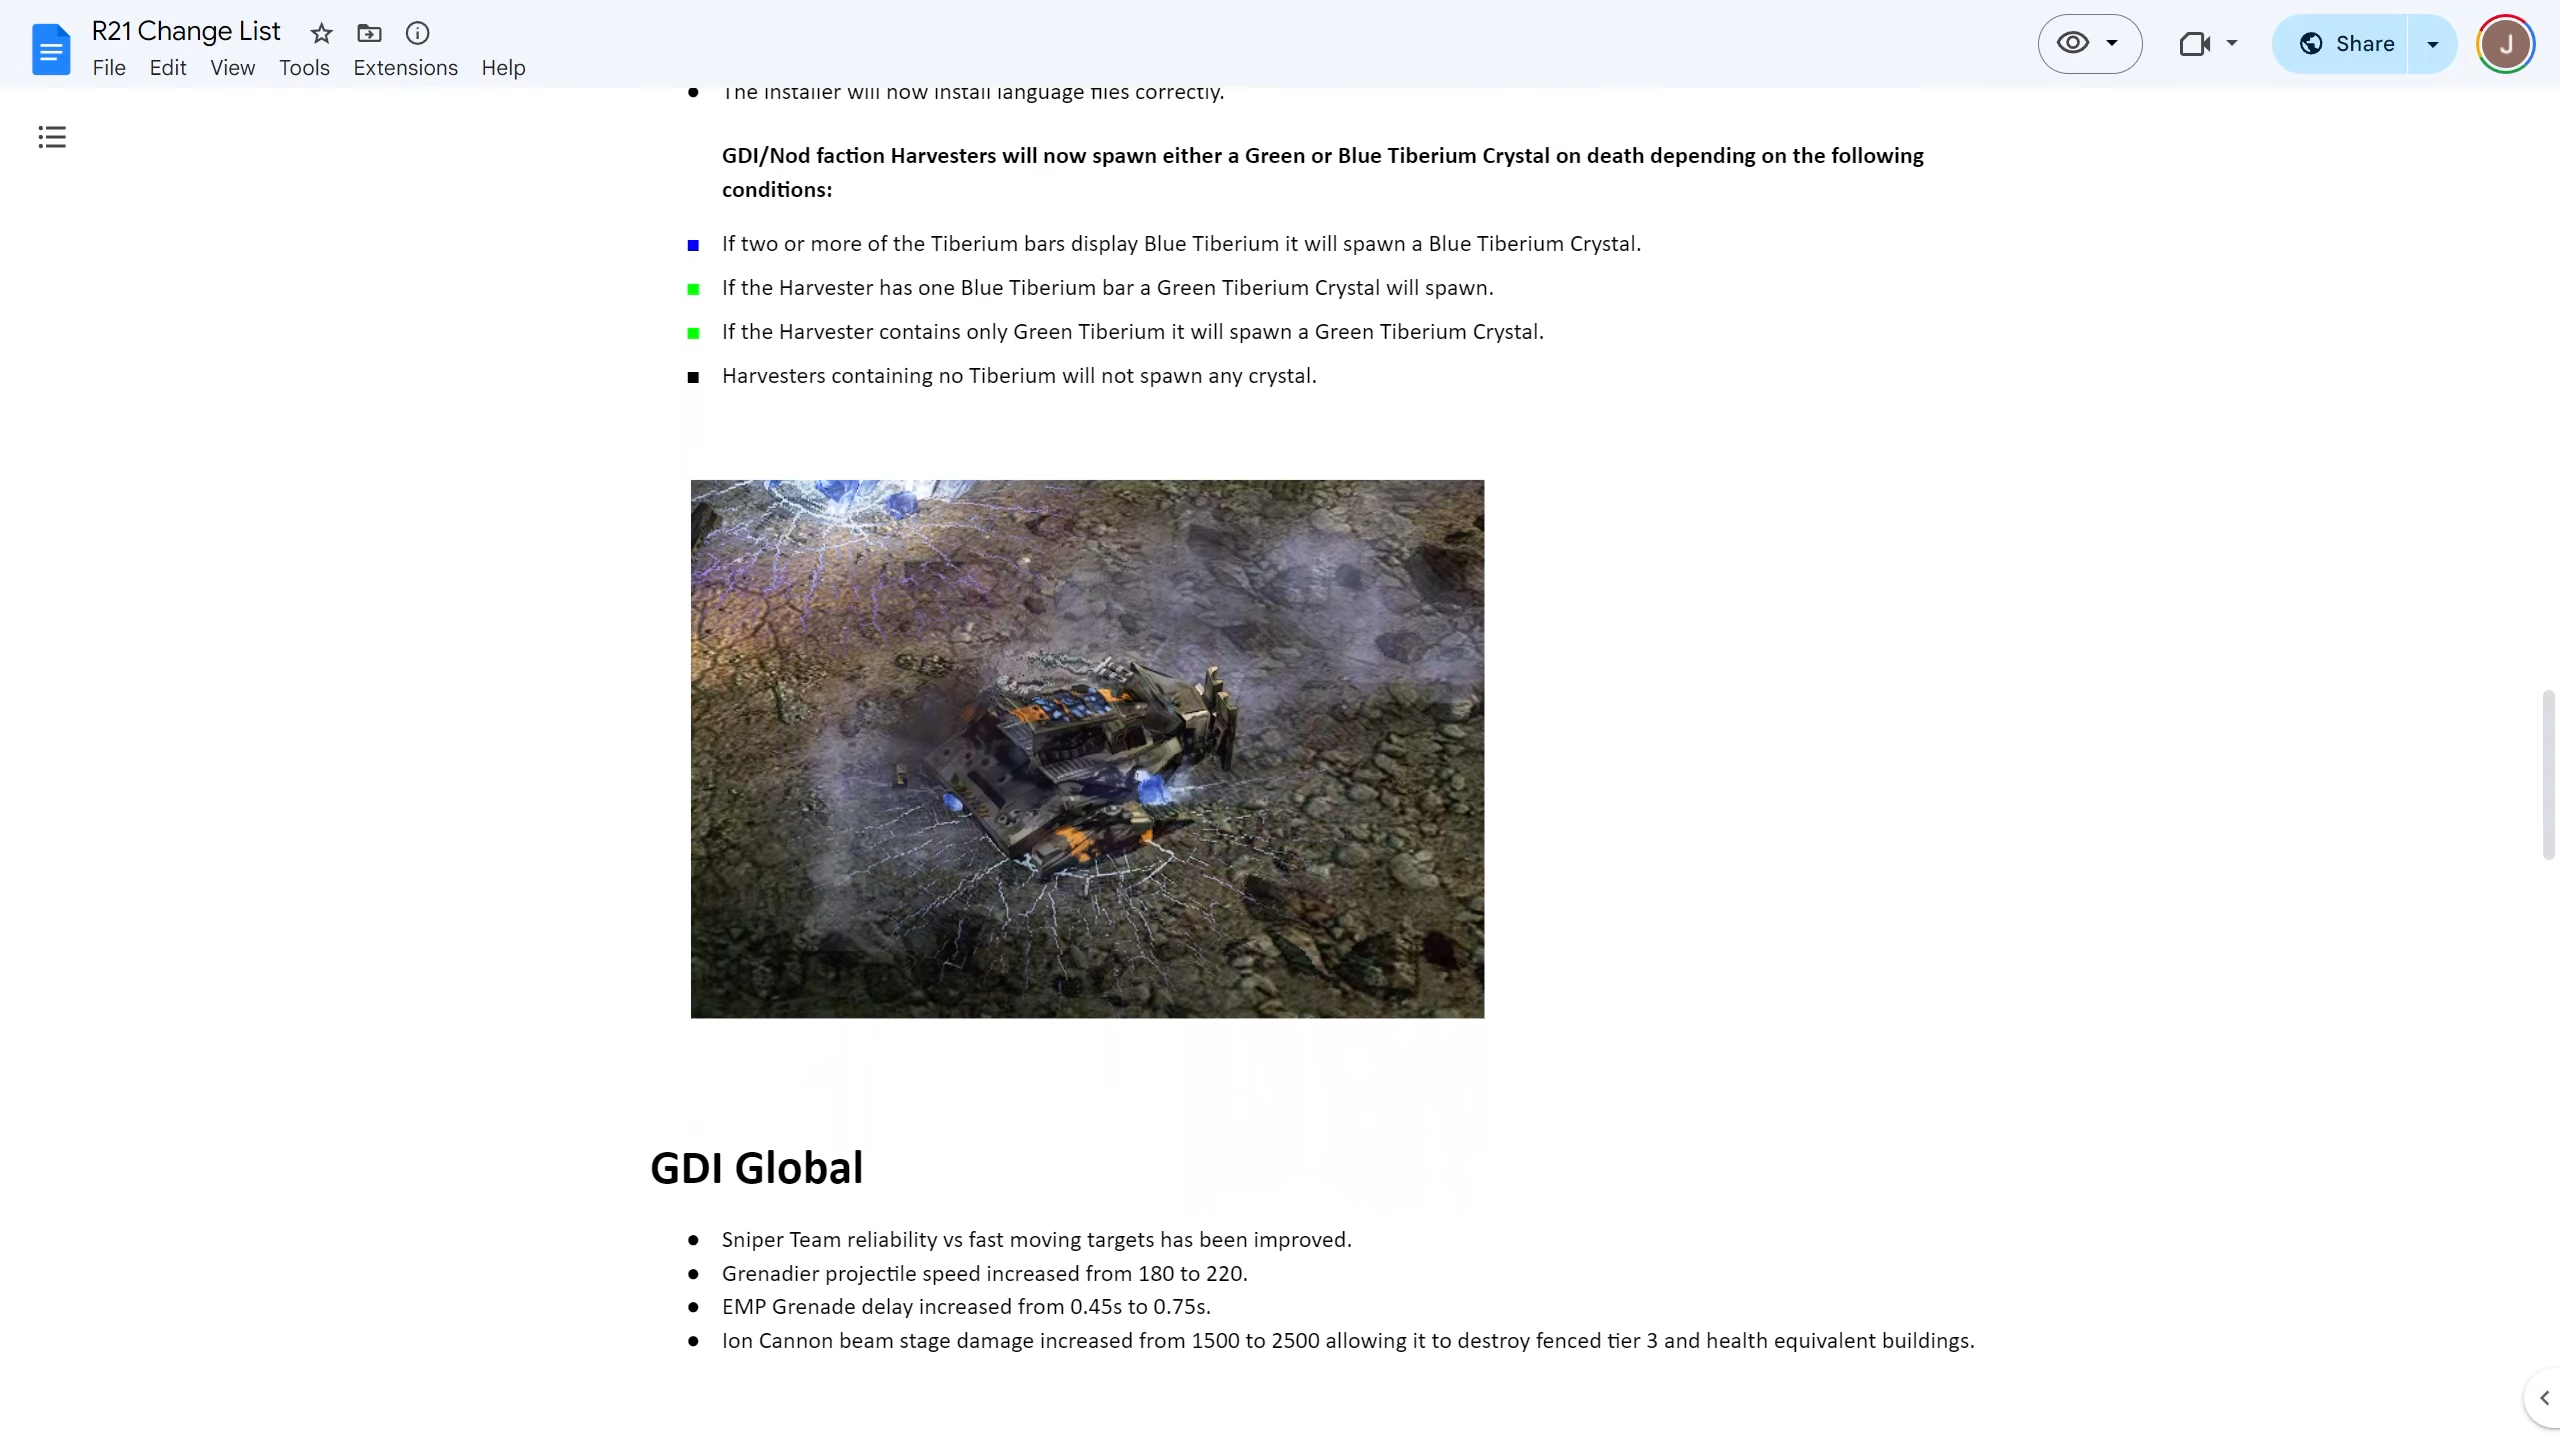 R21 Change List
File Edit View Tools Extensions Help
Share
J
The installer will now install language files correctly.
GDI/Nod faction Harvesters will now spawn either a Green or Blue Tiberium Crystal on death depending on the following
conditions:
If two or more of the Tiberium bars display Blue Tiberium it will spawn a Blue Tiberium Crystal.
If the Harvester has one Blue Tiberium bar a Green Tiberium Crystal will spawn.
If the Harvester contains only Green Tiberium it will spawn a Green Tiberium Crystal.
Harvesters containing no Tiberium will not spawn any crystal.
GDI Global
Sniper Team reliability vs fast moving targets has been improved.
Grenadier projectile speed increased from 180 to 220.
EMP Grenade delay increased from 0.45s to 0.75s.
Ion Cannon beam stage damage increased from 1500 to 2500 allowing it to destroy fenced tier 3 and health equivalent buildings.